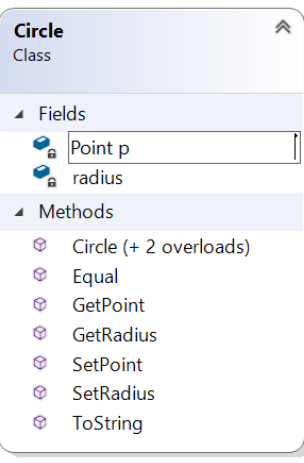 Circle
Class
Fields
Point p
radius
Methods
Circle (+ 2 overloads)
Equal
GetPoint
GetRadius
SetPoint
SetRadius
ToString